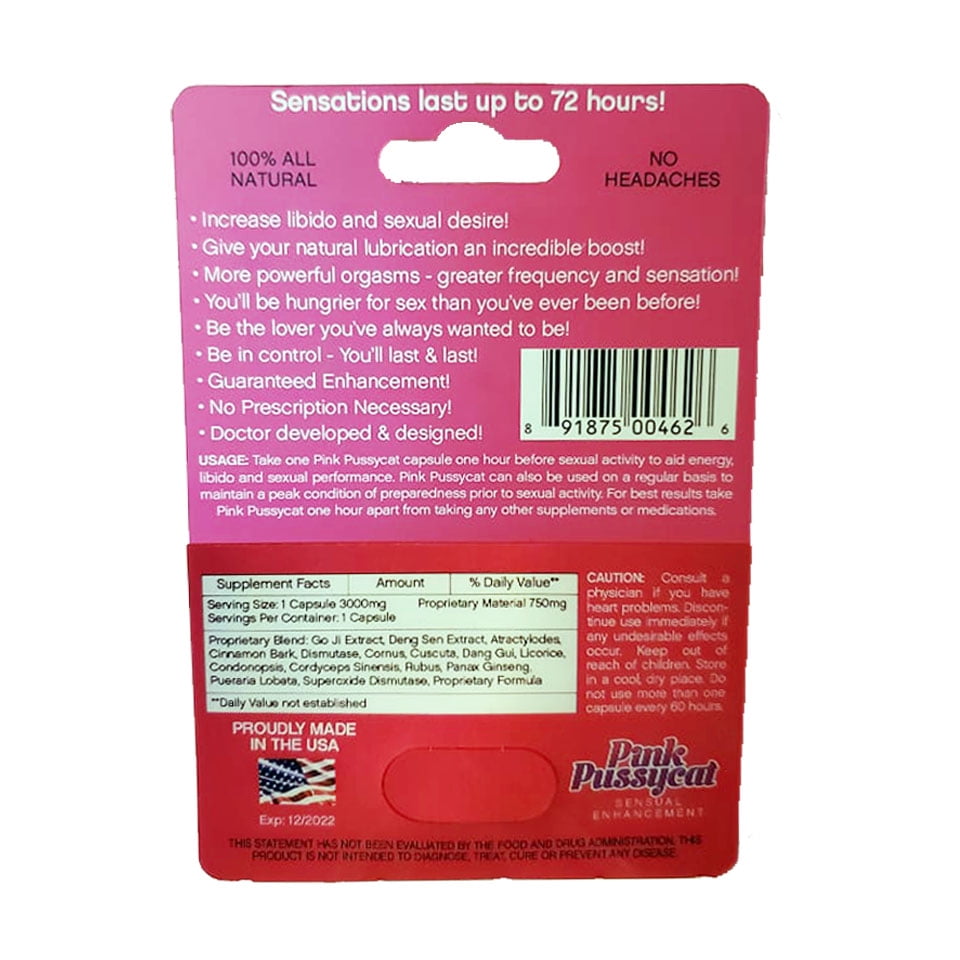 Sensations last up to 72 hours!
100% ALL
NATURAL
NO
HEADACHES
• Increase libido and sexual desire!
• Give your natural lubrication an incredible boost!
• More powerful orgasms - greater frequency and sensation!
• You'll be hungrier for sex than you've ever been before!
• Be the lover you've always wanted to be!
• Be in control - You'll last & last!
• Guaranteed Enhancement!
• No Prescription Necessary!
• Doctor developed & designed!
8 91875 00462 6
USAGE: Take one Pink Pussycat capsule one hour before sexual activity to aid energy,
libido and sexual performance. Pink Pussycat can also be used on a regular basis to
maintain a peak condition of preparedness prior to sexual activity. For best results take
Pink Pussycat one hour apart from taking any other supplements or medications.
Supplement Facts Amount % Daily Value**
Serving Size: 1 Capsule 3000mg Proprietary Material 750mg
Servings Per Container: 1 Capsule
Proprietary Blend: Go Ji Extract, Deng Sen Extract, Atractylodes,
Cinnamon Bark, Dismutase, Cornus, Cuscuta, Dang Gui, Licorice,
Condonopsis, Cordyceps Sinensis, Rubus, Panax Ginseng,
Pueraria Lobata, Superoxide Dismutase, Proprietary Formula
**Daily Value not established
CAUTION: Consult a
physician if you have
heart problems. Discon-
tinue use immediately if
any undesirable effects
occur. Keep out of
reach of children. Store
in a cool, dry place. Do
not use more than one
capsule every 60 hours.
PROUDLY MADE
IN THE USA
Exp: 12/2022
Pink
Pussycat
SENSUAL
ENHANCEMENT
THIS STATEMENT HAS NOT BEEN EVALUATED BY THE FOOD AND DRUG ADMINISTRATION. THIS
PRODUCT IS NOT INTENDED TO DIAGNOSE, TREAT, CURE OR PREVENT ANY DISEASE.